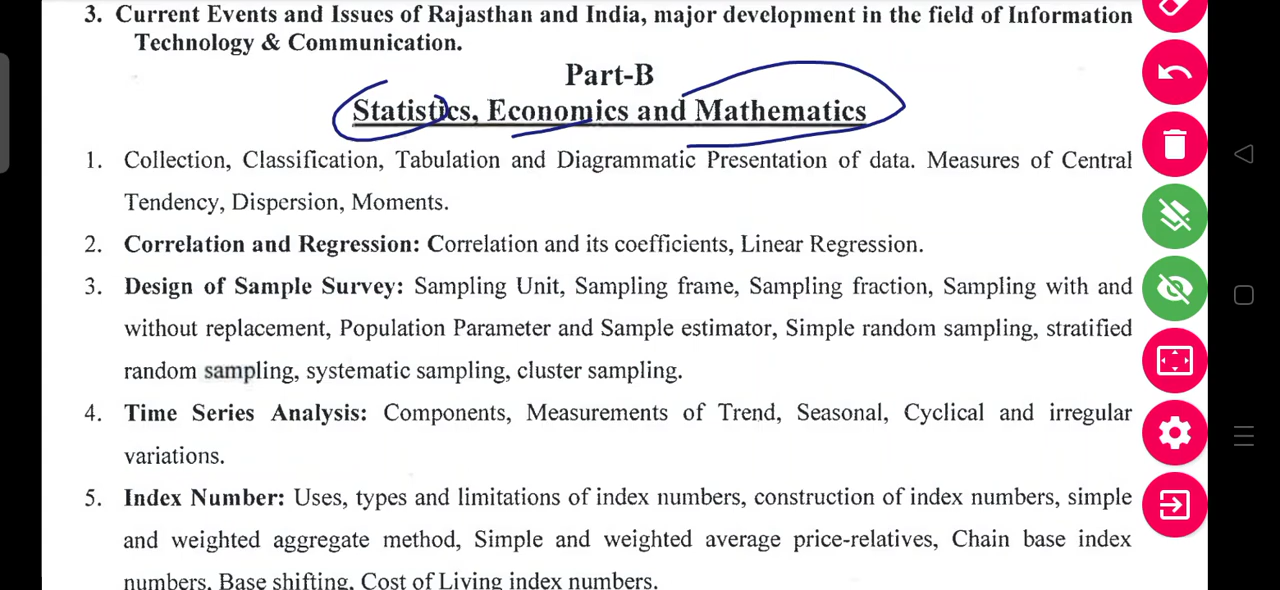 3. Current Events and Issues of Rajasthan and India, major development in the field of Information
Technology & Communication.
Part-B
Statistics, Economics and Mathematics
1. Collection, Classification, Tabulation and Diagrammatic Presentation of data. Measures of Central
Tendency, Dispersion, Moments.
2. Correlation and Regression: Correlation and its coefficients, Linear Regression.
3. Design of Sample Survey: Sampling Unit, Sampling frame, Sampling fraction, Sampling with and
without replacement, Population Parameter and Sample estimator, Simple random sampling, stratified
random sampling, systematic sampling, cluster sampling.
4. Time Series Analysis: Components, Measurements of Trend, Seasonal, Cyclical and irregular
variations.
5. Index Number: Uses, types and limitations of index numbers, construction of index numbers, simple
and weighted aggregate method, Simple and weighted average price-relatives, Chain base index
numbers, Base shifting, Cost of Living index numbers.